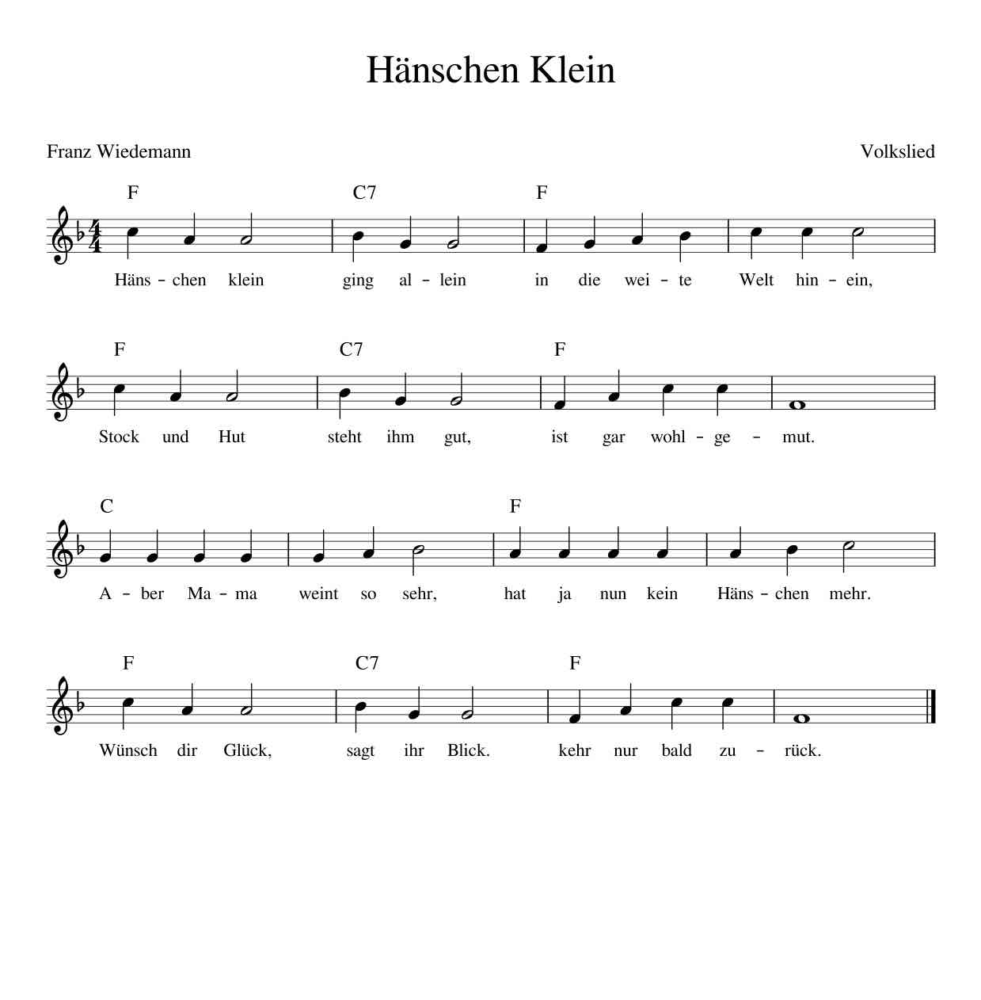 Hänschen Klein
Franz Wiedemann Volkslied
F C7 F
4
4
Häns - chen klein ging al - lein in die wei - te Welt hin - ein,
F C7 F
Stock und Hut steht ihm gut, ist gar wohl - ge - mut.
C F
A - ber Ma - ma weint so sehr, hat ja nun kein Häns - chen mehr.
F C7 F
Wünsch dir Glück, sagt ihr Blick. kehr nur bald zu - rück.